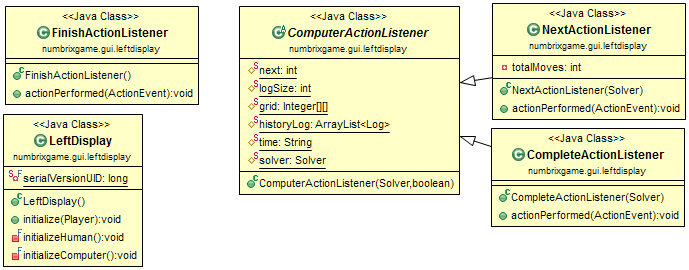 <<Java Class>>
FinishActionListener
numbrixgame.gui.leftdisplay
FinishActionListener()
actionPerformed(ActionEvent):void
<<Java Class>>
LeftDisplay
numbrixgame.gui.leftdisplay
serialVersionUID: long
LeftDisplay()
initialize(Player):void
initializeHuman():void
initializeComputer():void
<<Java Class>>
ComputerActionListener
numbrixgame.gui.leftdisplay
next: int
logSize: int
grid: Integer[][]
historyLog: ArrayList<Log>
time: String
solver: Solver
ComputerActionListener(Solver,boolean)
<<Java Class>>
NextActionListener
numbrixgame.gui.leftdisplay
totalMoves: int
NextActionListener(Solver)
actionPerformed(ActionEvent):void
<<Java Class>>
CompleteActionListener
numbrixgame.gui.leftdisplay
CompleteActionListener(Solver)
actionPerformed(ActionEvent):void